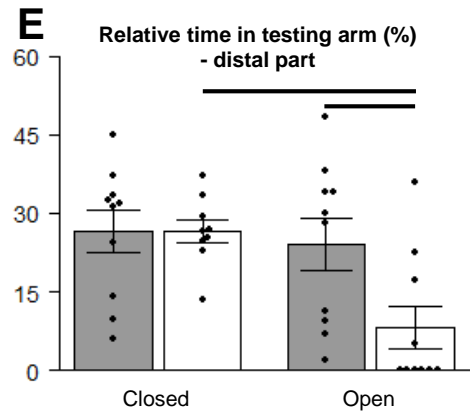 E
Relative time in testing arm (%)
- distal part
60
45
30
15
0
Closed
Open